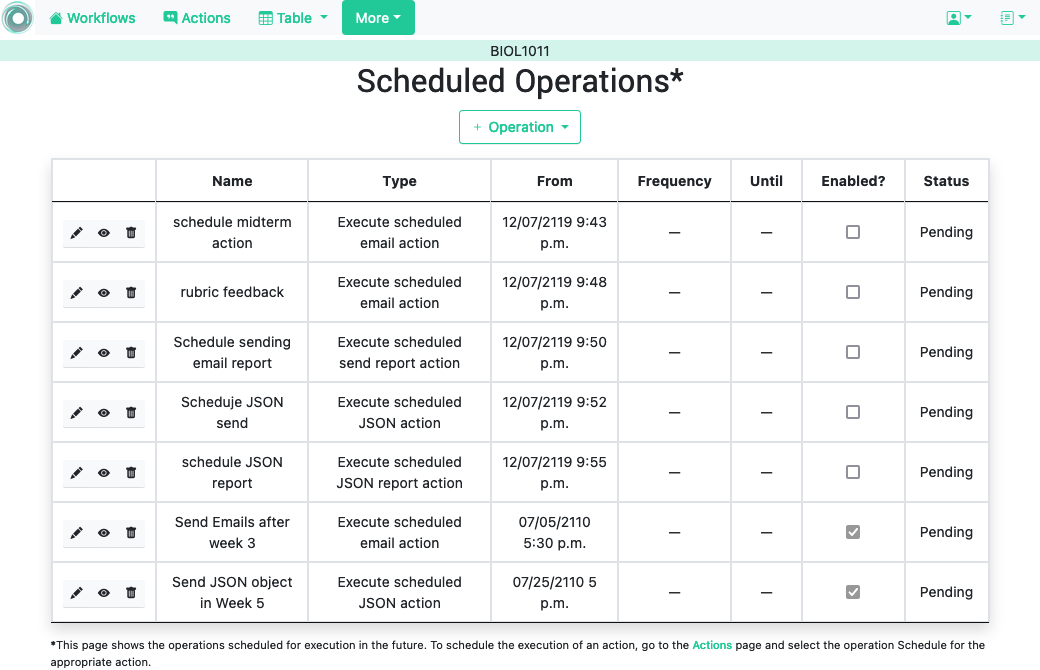 Workflows Actions Table More
BIOL1011
Scheduled Operations*
+ Operation
Name Type From Frequency Until Enabled? Status
schedule midterm Execute scheduled 12/07/2119 9:43
action email action p.m. — — Pending
rubric feedback Execute scheduled 12/07/2119 9:48
email action p.m. — — Pending
Schedule sending Execute scheduled 12/07/2119 9:50
email report send report action p.m. — — Pending
Scheduje JSON Execute scheduled 12/07/2119 9:52
send JSON action p.m. — — Pending
schedule JSON Execute scheduled 12/07/2119 9:55
report JSON report action p.m. — — Pending
Send Emails after Execute scheduled 07/05/2110
week 3 email action 5:30 p.m. — — Pending
Send JSON object Execute scheduled 07/25/2110 5
in Week 5 JSON action p.m. — — Pending
*This page shows the operations scheduled for execution in the future. To schedule the execution of an action, go to the Actions page and select the operation Schedule for the
appropriate action.